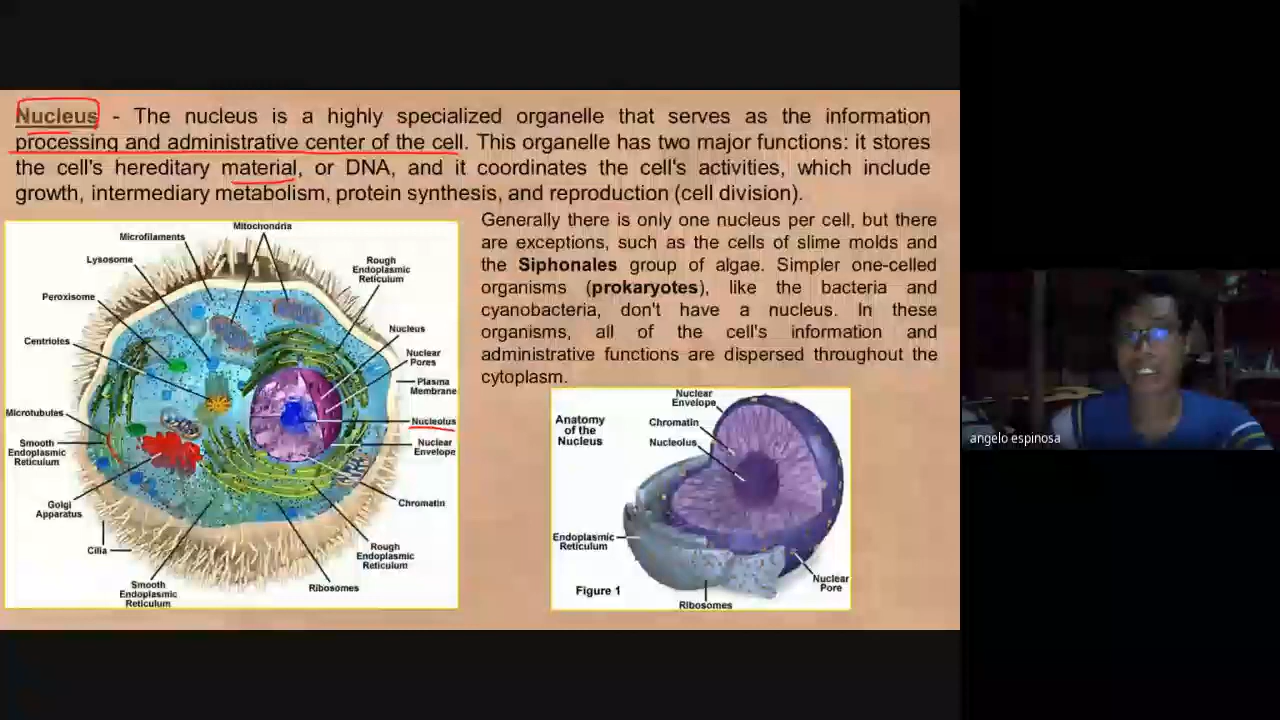 Nucleus - The nucleus is a highly specialized organelle that serves as the information
processing and administrative center of the cell. This organelle has two major functions: it stores
the cell's hereditary material, or DNA, and it coordinates the cell's activities, which include
growth, intermediary metabolism, protein synthesis, and reproduction (cell division).
Generally there is only one nucleus per cell, but there
are exceptions, such as the cells of slime molds and
the Siphonales group of algae. Simpler one-celled
organisms (prokaryotes), like the bacteria and
cyanobacteria, don't have a nucleus. In these
organisms, all of the cell's information and
administrative functions are dispersed throughout the
cytoplasm.
Mitochondria
Microfilaments
Lysosome
Rough
Endoplasmic
Reticulum
Peroxisome
Nucleus
Centrioles
Nuclear
Pores
Plasma
Membrane
Microtubules
Nucleolus
Smooth
Endoplasmic
Reticulum
Nuclear
Envelope
Golgi
Apparatus
Chromatin
Cilia
Rough
Endoplasmic
Reticulum
Smooth
Endoplasmic
Reticulum
Ribosomes
Anatomy
of the
Nucleus
Nuclear
Envelope
Chromatin
Nucleolus
Endoplasmic
Reticulum
Figure 1
Nuclear
Pore
Ribosomes
angelo espinosa